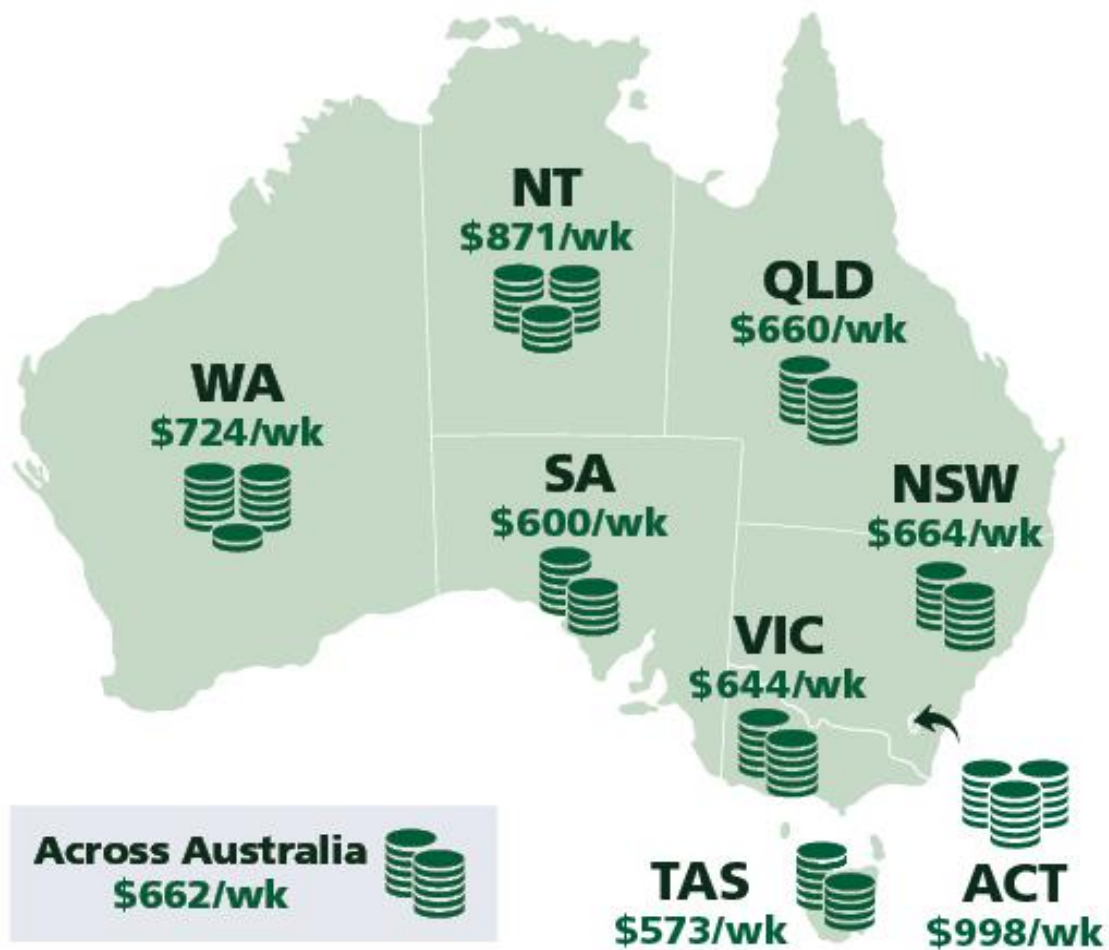 NT
$871/wk
QLD
$660/wk
WA
$724/wk
SA
$600/wk
NSW
$664/wk
VIC
$644/wk
Across Australia
$662/wk
TAS
$573/wk
ACT
$998/wk